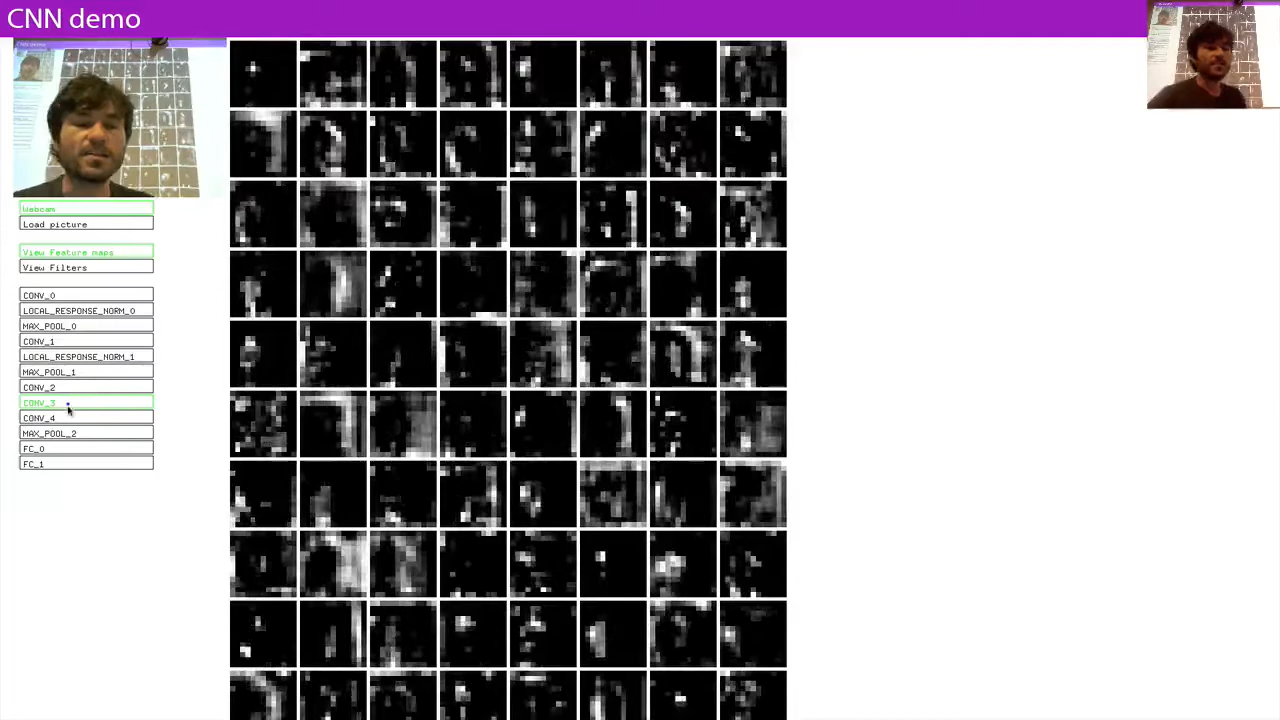 CNN demo
Webcam
Load picture
View Feature maps
View Filters
CONV_0
LOCAL_RESPONSE_NORM_0
MAX_POOL_0
CONV_1
LOCAL_RESPONSE_NORM_1
MAX_POOL_1
CONV_2
CONV_3
CONV_4
MAX_POOL_2
FC_0
FC_1